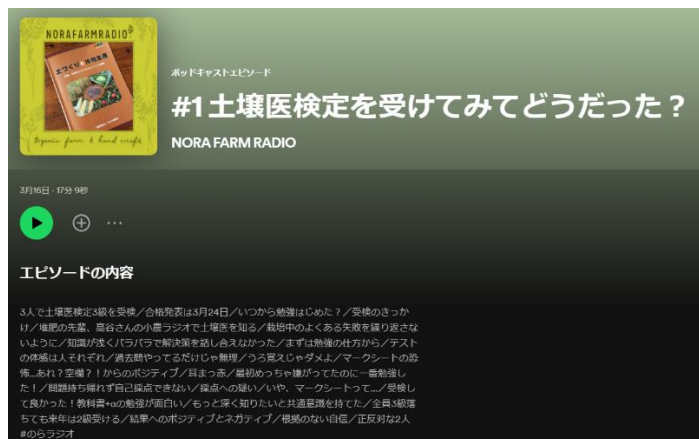 NORAFARMRADIO
土づくりと作物生産
Organic farm & hand craft
ポッドキャストエピソード
#1土壌医検定を受けてみてどうだった？
NORA FARM RADIO
3月16日・17分 9秒
エピソードの内容
3人で土壌医検定3級を受検／合格発表は3月24日／いつから勉強はじめた？／受検のきっか
け／堆肥の先輩、高谷さんの小農ラジオで土壌医を知る／栽培中のよくある失敗を繰り返さな
いように／知識が浅くバラバラで解決策を話し合えなかった／まずは勉強の仕方から／テスト
の体感は人それぞれ／過去問やってるだけじゃ無理／うろ覚えじゃダメよ／マークシートの恐
怖…あれ？空欄？！からのポジティブ／耳まっ赤／最初めっちゃ嫌がってたのに一番勉強し
た！／問題持ち帰れず自己採点できない／採点への疑い／いや、マークシートって…／受検し
て良かった！教科書+αの勉強が面白い／もっと深く知りたいと共通意識を持てた／全員3級落
ちても来年は2級受ける／結果へのポジティブとネガティブ／根拠のない自信／正反対な2人
#のらラジオ